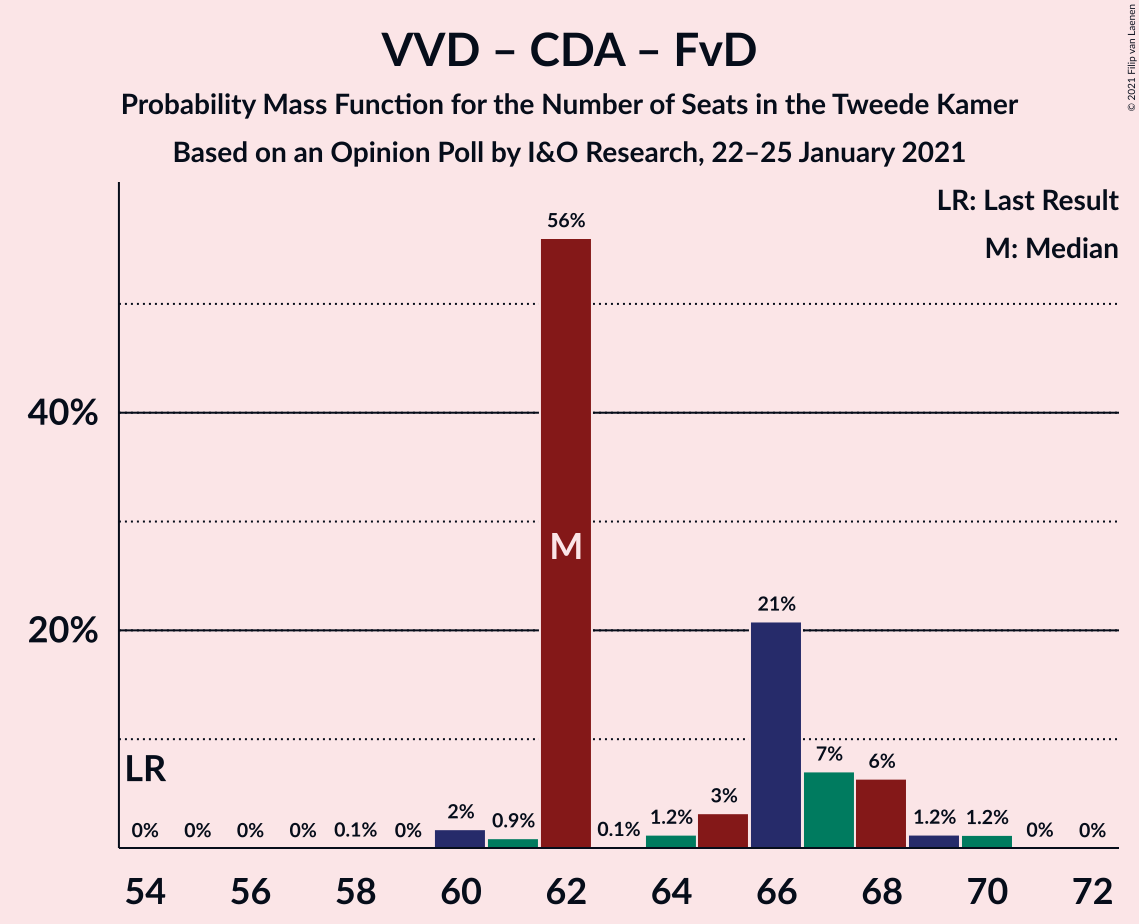 VVD – CDA – FvD
Probability Mass Function for the Number of Seats in the Tweede Kamer
Based on an Opinion Poll by I&O Research, 22–25 January 2021
© 2021 Filip van Laenen
LR: Last Result
M: Median
56%
40%
M
21%
20%
LR
7%
6%
3%
2%
0.9%
1.2%
1.2%
1.2%
0%
0%
0%
0%
0.1%
0%
0.1%
0%
0%
54 56 58 60 62 64 66 68 70 72